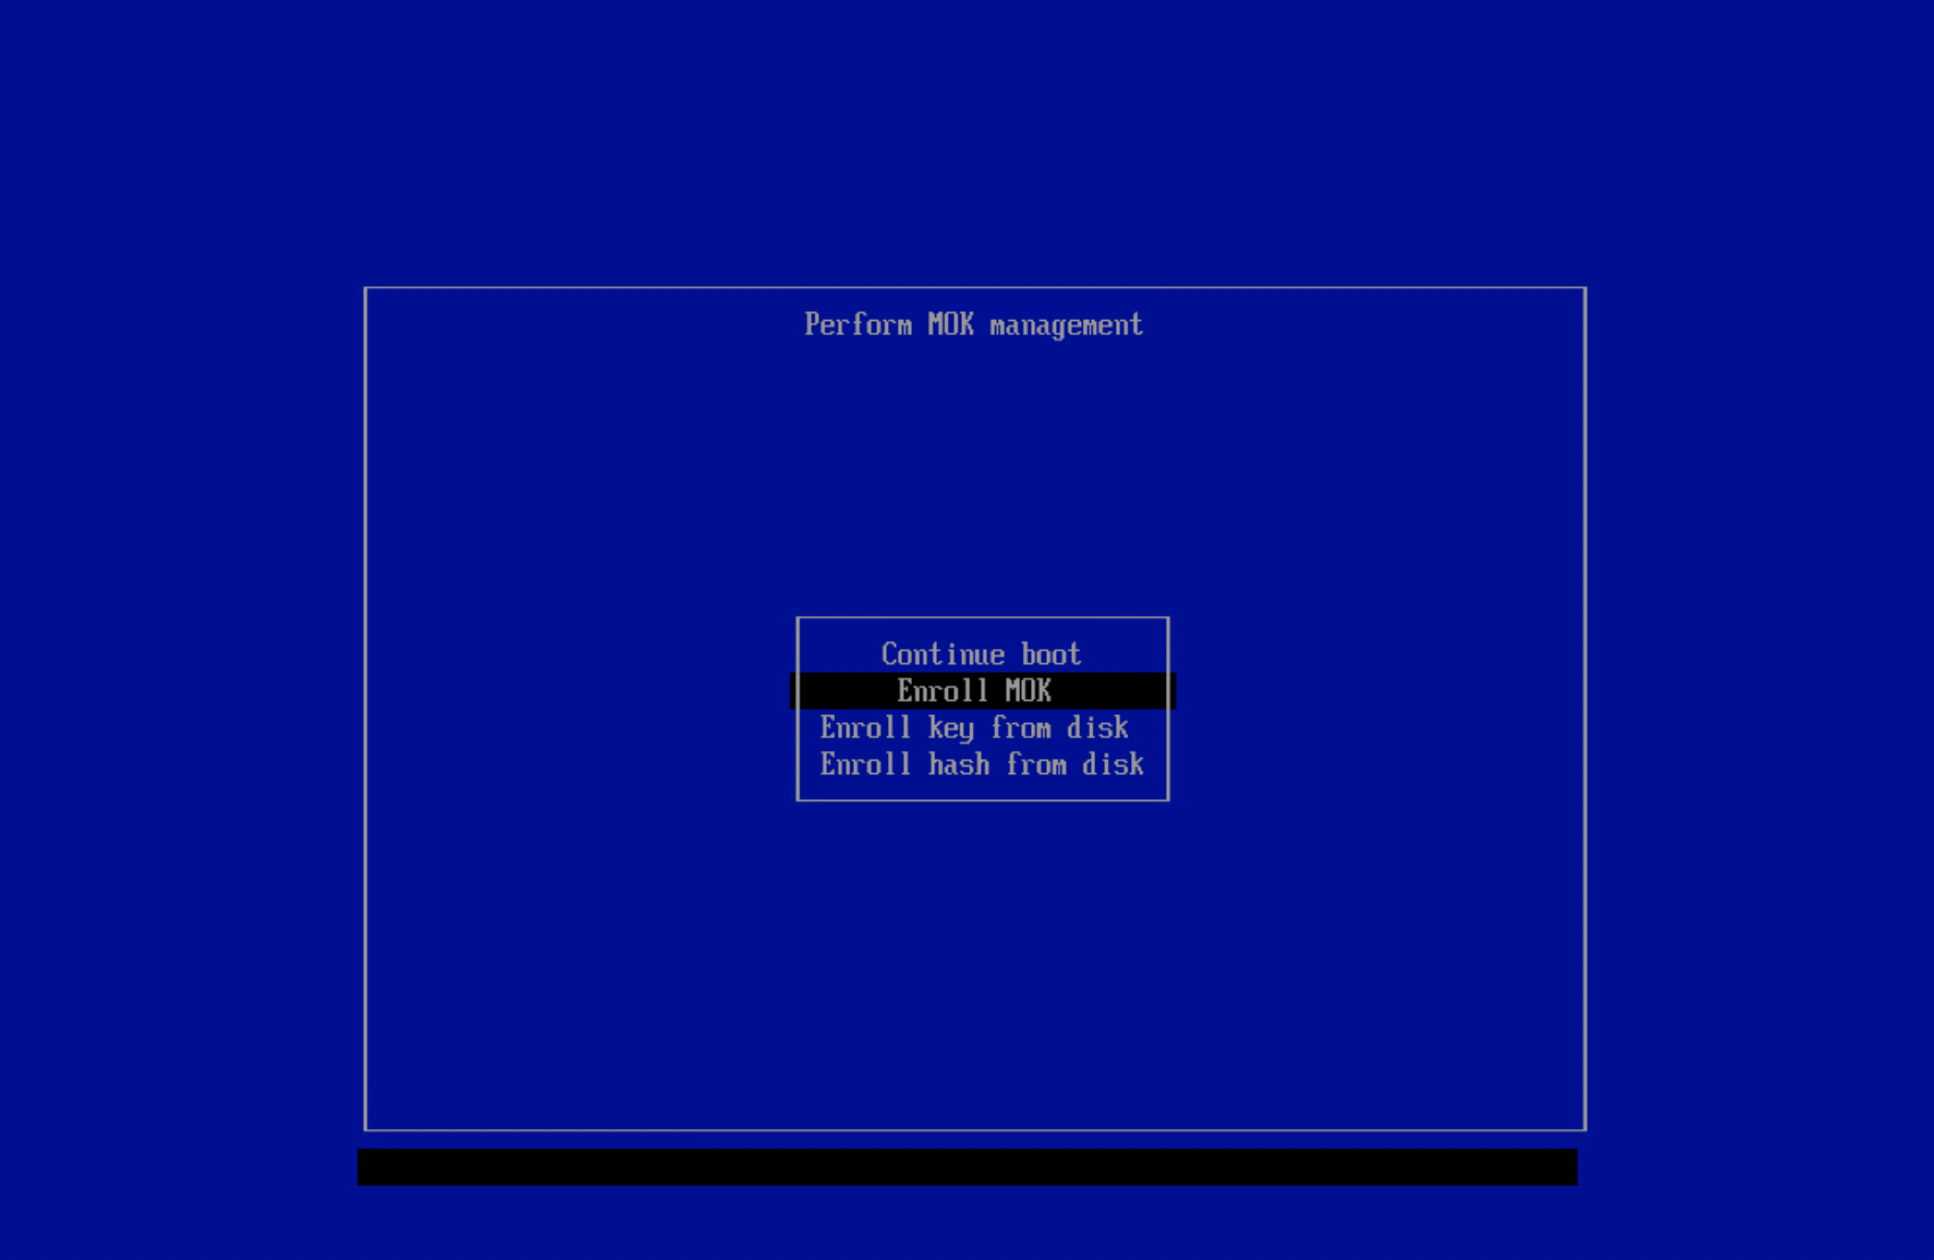 Perform MOK management
Continue boot
Enroll MOK
Enroll key from disk
Enroll hash from disk